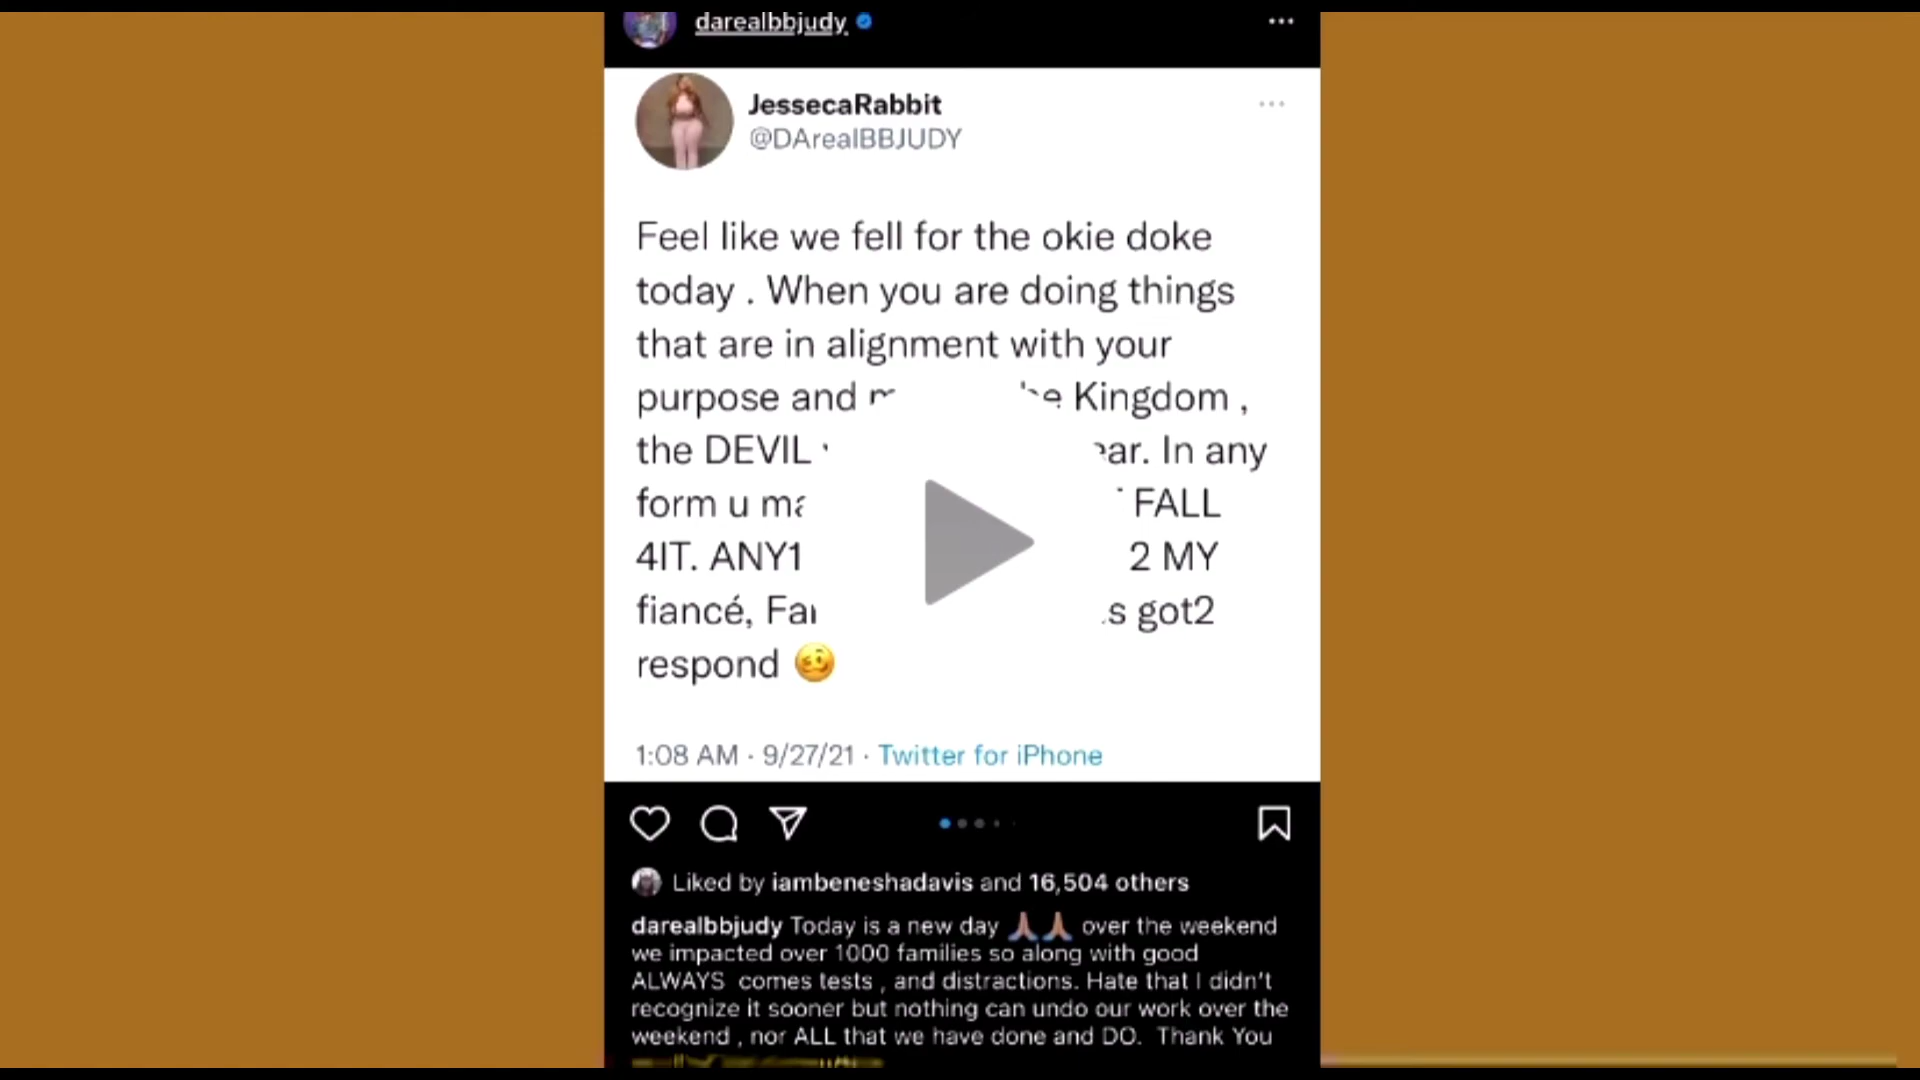 darealbbjudy
JessecaRabbit
@DArealBBJUDY
Feel like we fell for the okie doke
today . When you are doing things
that are in alignment with your
purpose and Kingdom ,
the DEVIL In any
form u FALL
4IT. ANY1 2 MY
fiancé, got2
respond 🥴
1:08 AM · 9/27/21 · Twitter for iPhone
Liked by iambeneshadavis and 16,504 others
darealbbjudy Today is a new day 🙏🏽🙏🏽 over the weekend
we impacted over 1000 families so along with good
ALWAYS comes tests , and distractions. Hate that I didn't
recognize it sooner but nothing can undo our work over the
weekend , nor ALL that we have done and DO. Thank You